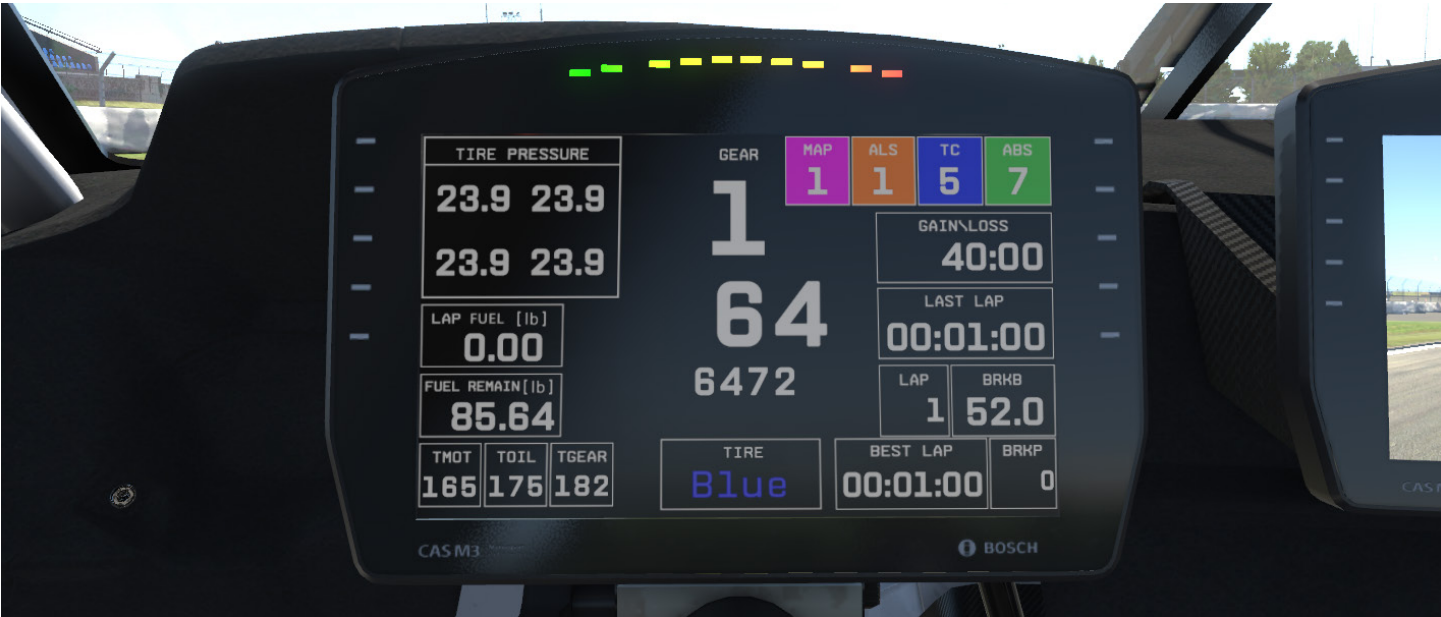 TIRE PRESSURE
23.9 23.9
23.9 23.9
LAP FUEL [lb]
0.00
FUEL REMAIN[lb]
85.64
TMOT TOIL TGEAR
165 175 182
GEAR
1
64
6472
TIRE
Blue
MAP ALS TC ABS
1 1 5 7
GAIN\LOSS
40:00
LAST LAP
00:01:00
LAP BRKB
1 52.0
BEST LAP BRKP
00:01:00 0
CAS M3
BOSCH
CAS